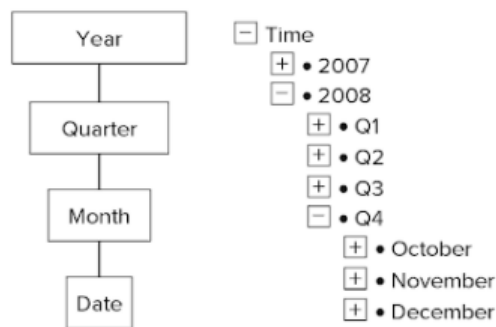 Year
Quarter
Month
Date
Time
• 2007
• 2008
• Q1
• Q2
• Q3
• Q4
• October
• November
• December